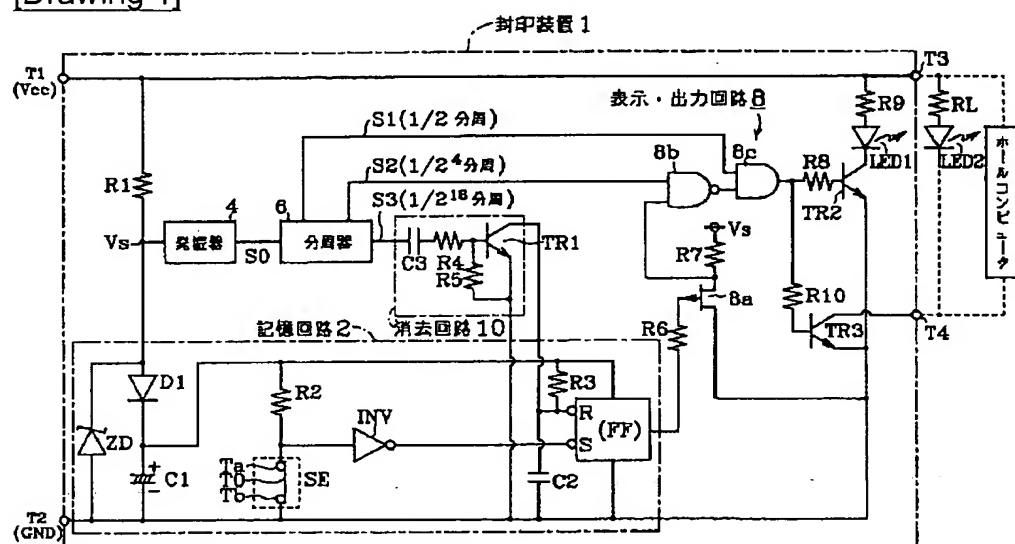 [Drawing 1]
封印装置1
T1
(Vcc)
T3
表示・出力回路8
R9
RL
S1(1/2分周)
8b
8c
LED1
LED2
S2(1/2⁴分周)
R8
R1
TR2
4
6
S3(1/2¹⁸分周)
Vs
発振器
S0
分周器
C3
R4
R5
TR1
Vs
R7
8a
R10
ホールコンピュータ
記憶回路2
消去回路10
R6
TR3
T4
D1
R2
R3
ZD
INV
R
(FF)
S
C1
Ta
T0
Tb
SE
C2
T2
(GND)